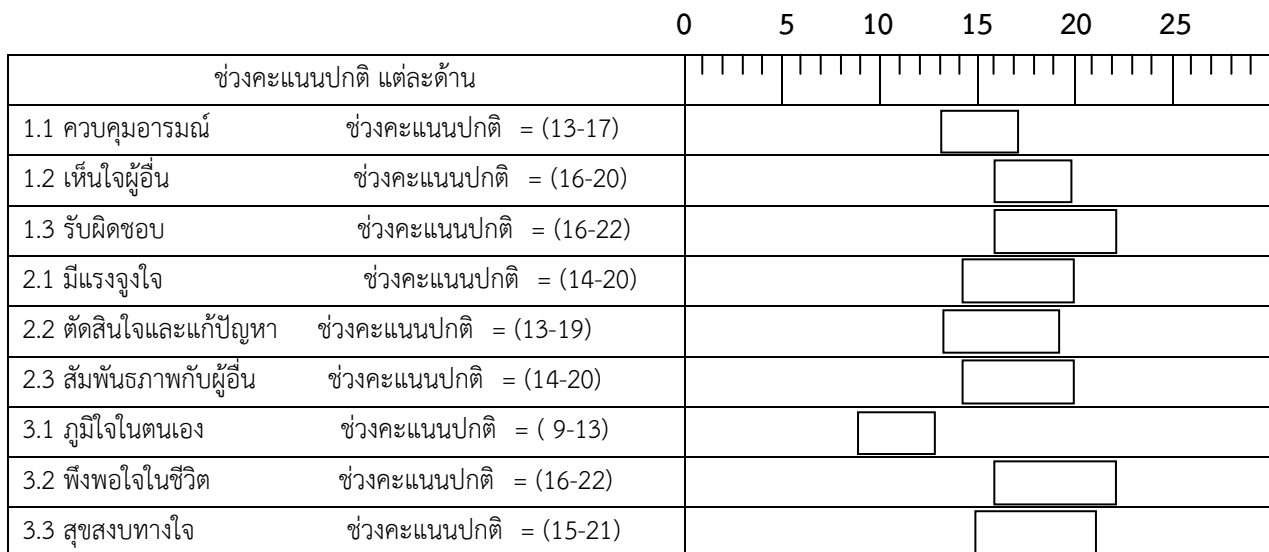 0 5 10 15 20 25
ช่วงคะแนนปกติ แต่ละด้าน
1.1 ควบคุมอารมณ์ ช่วงคะแนนปกติ = (13-17)
1.2 เห็นใจผู้อื่น ช่วงคะแนนปกติ = (16-20)
1.3 รับผิดชอบ ช่วงคะแนนปกติ = (16-22)
2.1 มีแรงจูงใจ ช่วงคะแนนปกติ = (14-20)
2.2 ตัดสินใจและแก้ปัญหา ช่วงคะแนนปกติ = (13-19)
2.3 สัมพันธภาพกับผู้อื่น ช่วงคะแนนปกติ = (14-20)
3.1 ภูมิใจในตนเอง ช่วงคะแนนปกติ = ( 9-13)
3.2 พึงพอใจในชีวิต ช่วงคะแนนปกติ = (16-22)
3.3 สุขสงบทางใจ ช่วงคะแนนปกติ = (15-21)